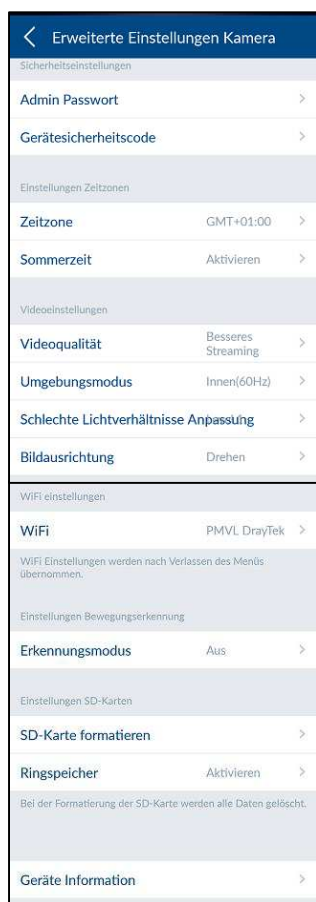 Erweiterte Einstellungen Kamera
Sicherheitseinstellungen
Admin Passwort
Gerätesicherheitscode
Einstellungen Zeitzonen
Zeitzone GMT+01:00
Sommerzeit Aktivieren
Videoeinstellungen
Videoqualität Besseres Streaming
Umgebungsmodus Innen(60Hz)
Schlechte Lichtverhältnisse Anpassung
Bildausrichtung Drehen
WiFi einstellungen
WiFi PMVL DrayTek
WiFi Einstellungen werden nach Verlassen des Menüs
übernommen.
Einstellungen Bewegungserkennung
Erkennungsmodus Aus
Einstellungen SD-Karten
SD-Karte formatieren
Ringspeicher Aktivieren
Bei der Formatierung der SD-Karte werden alle Daten gelöscht.
Geräte Information